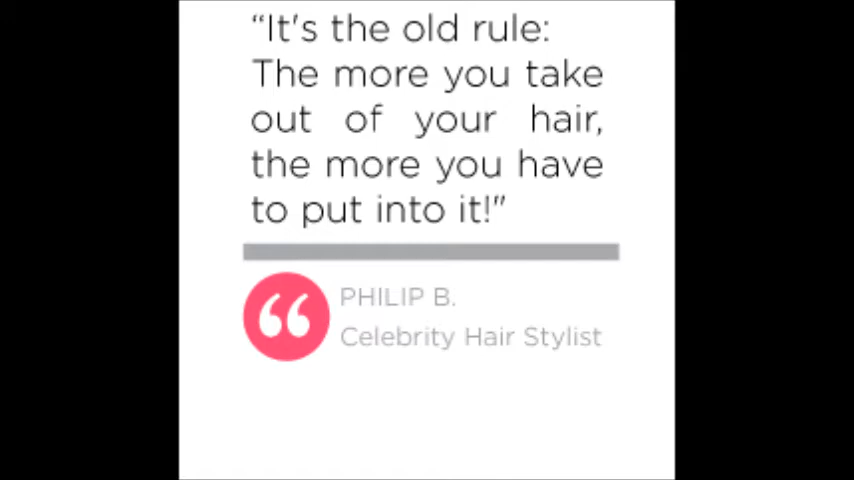 “It's the old rule:
The more you take
out of your hair,
the more you have
to put into it!"
PHILIP B.
Celebrity Hair Stylist